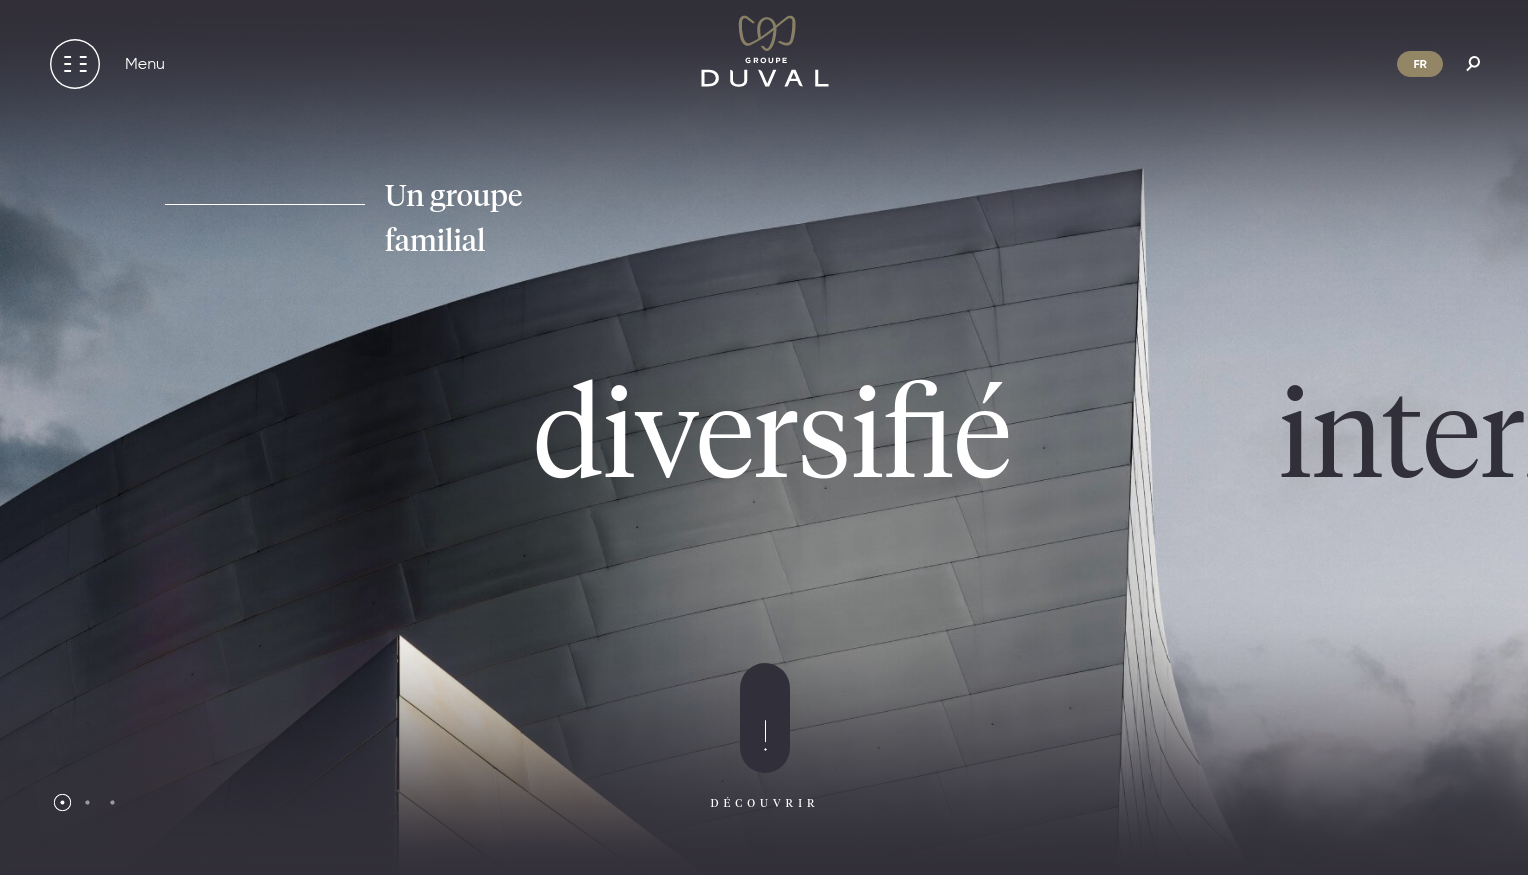 Menu
GROUPE
DUVAL
FR
Un groupe
familial
diversifié
inter
DÉCOUVRIR